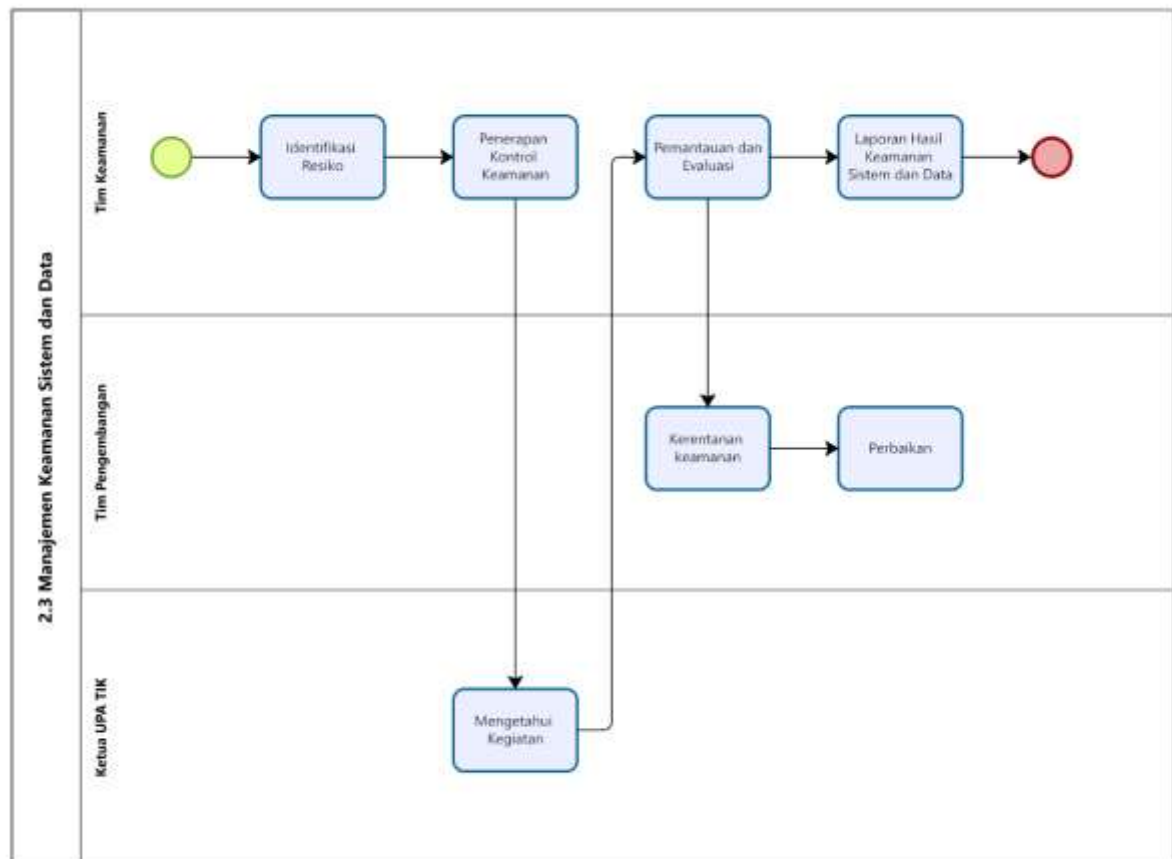 2.3 Manajemen Keamanan Sistem dan Data
Tim Keamanan
Identifikasi
Resiko
Penerapan
Kontrol
Keamanan
Pemantauan dan
Evaluasi
Laporan Hasil
Keamanan
Sistem dan Data
Tim Pengembangan
Kerentanan
keamanan
Perbaikan
Ketua UPA TIK
Mengetahui
Kegiatan